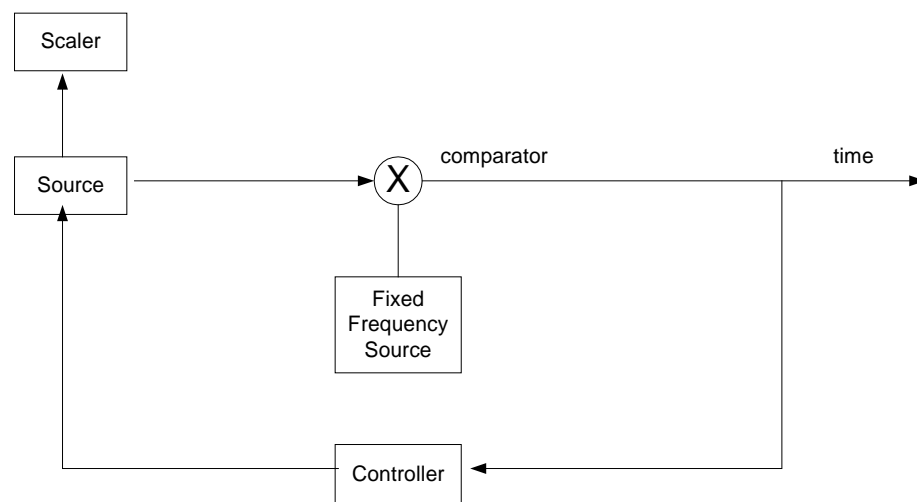 Scaler
comparator
time
Source
X
Fixed
Frequency
Source
Controller